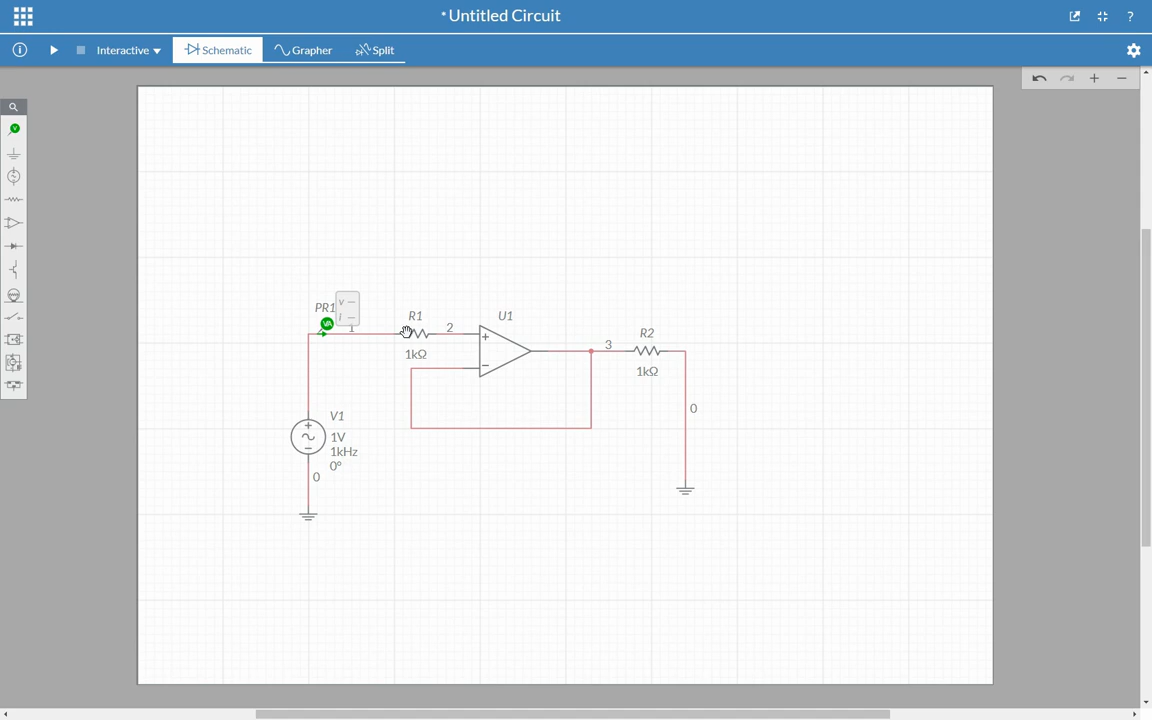 * Untitled Circuit
?
Interactive
Schematic
Grapher
Split
PR1
v —
i —
VA
1
R1
1kΩ
2
U1
+
−
3
R2
1kΩ
0
V1
1V
1kHz
0°
+
−
0
V